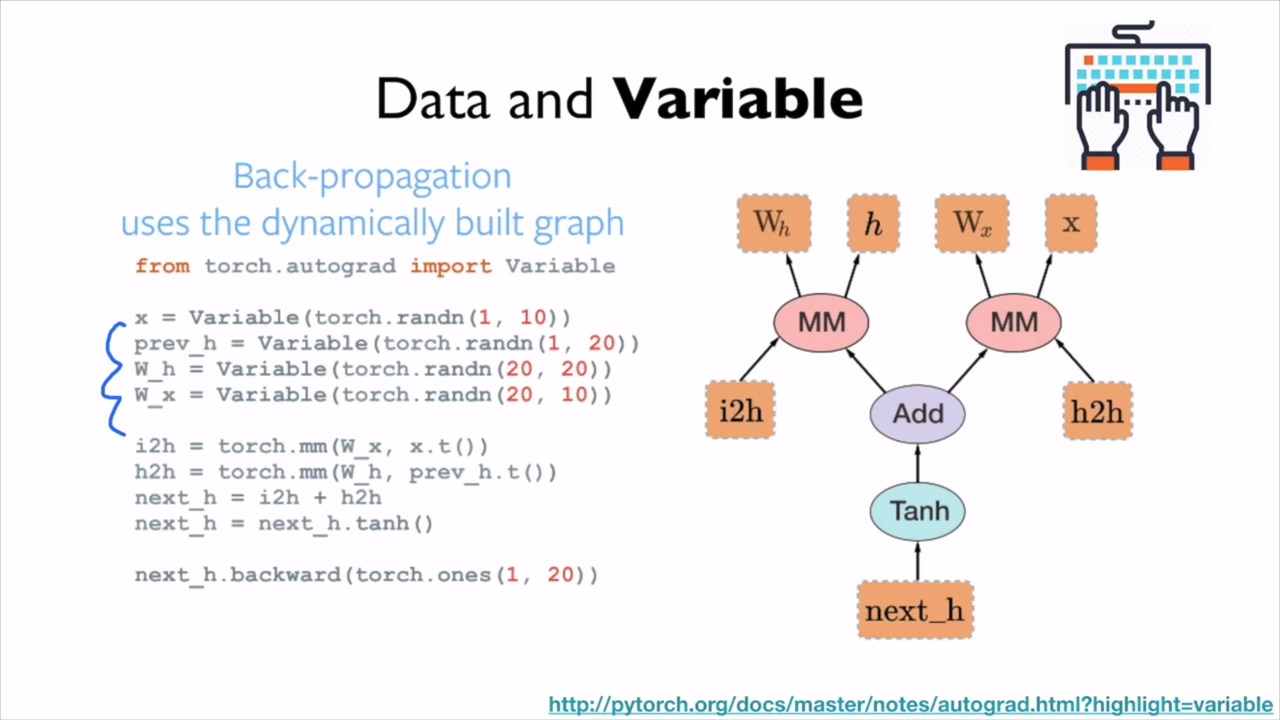 Data and Variable
Back-propagation
uses the dynamically built graph
from torch.autograd import Variable
x = Variable(torch.randn(1, 10))
prev_h = Variable(torch.randn(1, 20))
W_h = Variable(torch.randn(20, 20))
W_x = Variable(torch.randn(20, 10))
i2h = torch.mm(W_x, x.t())
h2h = torch.mm(W_h, prev_h.t())
next_h = i2h + h2h
next_h = next_h.tanh()
next_h.backward(torch.ones(1, 20))
W_h h W_x x
MM MM
i2h Add h2h
Tanh
next_h
http://pytorch.org/docs/master/notes/autograd.html?highlight=variable